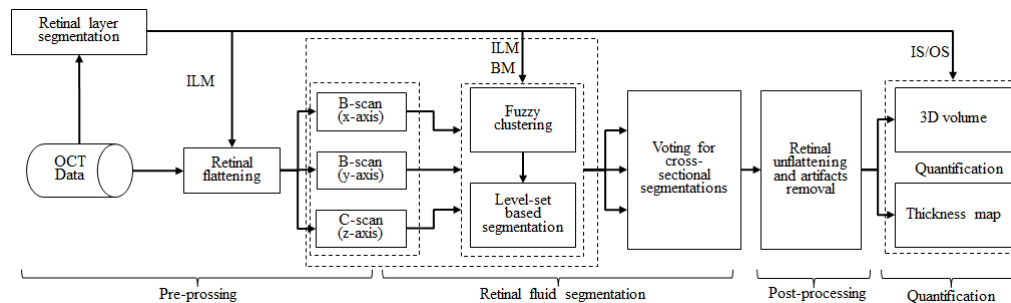 Retinal layer
segmentation
ILM
ILM
BM
IS/OS
OCT
Data
Retinal
flattening
B-scan
(x-axis)
B-scan
(y-axis)
C-scan
(z-axis)
Fuzzy
clustering
Level-set
based
segmentation
Voting for
cross-
sectional
segmentations
Retinal
unflattening
and artifacts
removal
3D volume
Quantification
Thickness map
Pre-prossing
Retinal fluid segmentation
Post-processing
Quantification